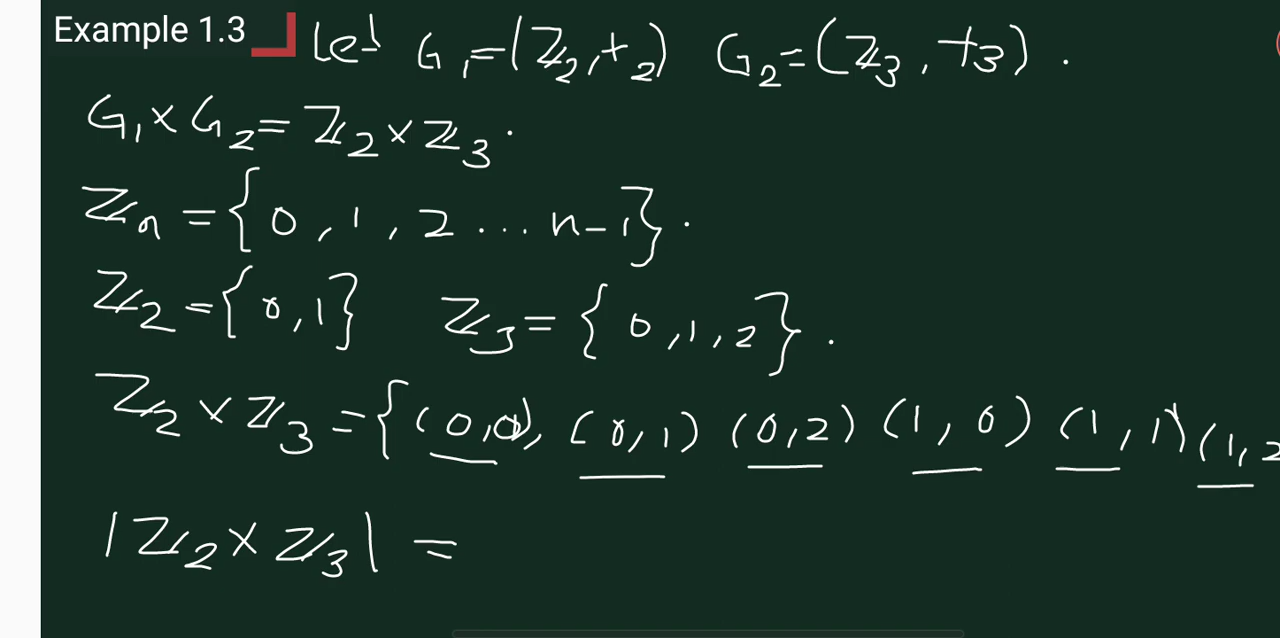 Example 1.3 Let G₁=(ℤ₂,+₂) G₂=(ℤ₃,+₃).
G₁×G₂=ℤ₂×ℤ₃.
ℤₙ={0,1,2...n-1}.
ℤ₂={0,1} ℤ₃={0,1,2}.
ℤ₂×ℤ₃={(0,0),(0,1)(0,2)(1,0)(1,1)(1,2
|ℤ₂×ℤ₃|=